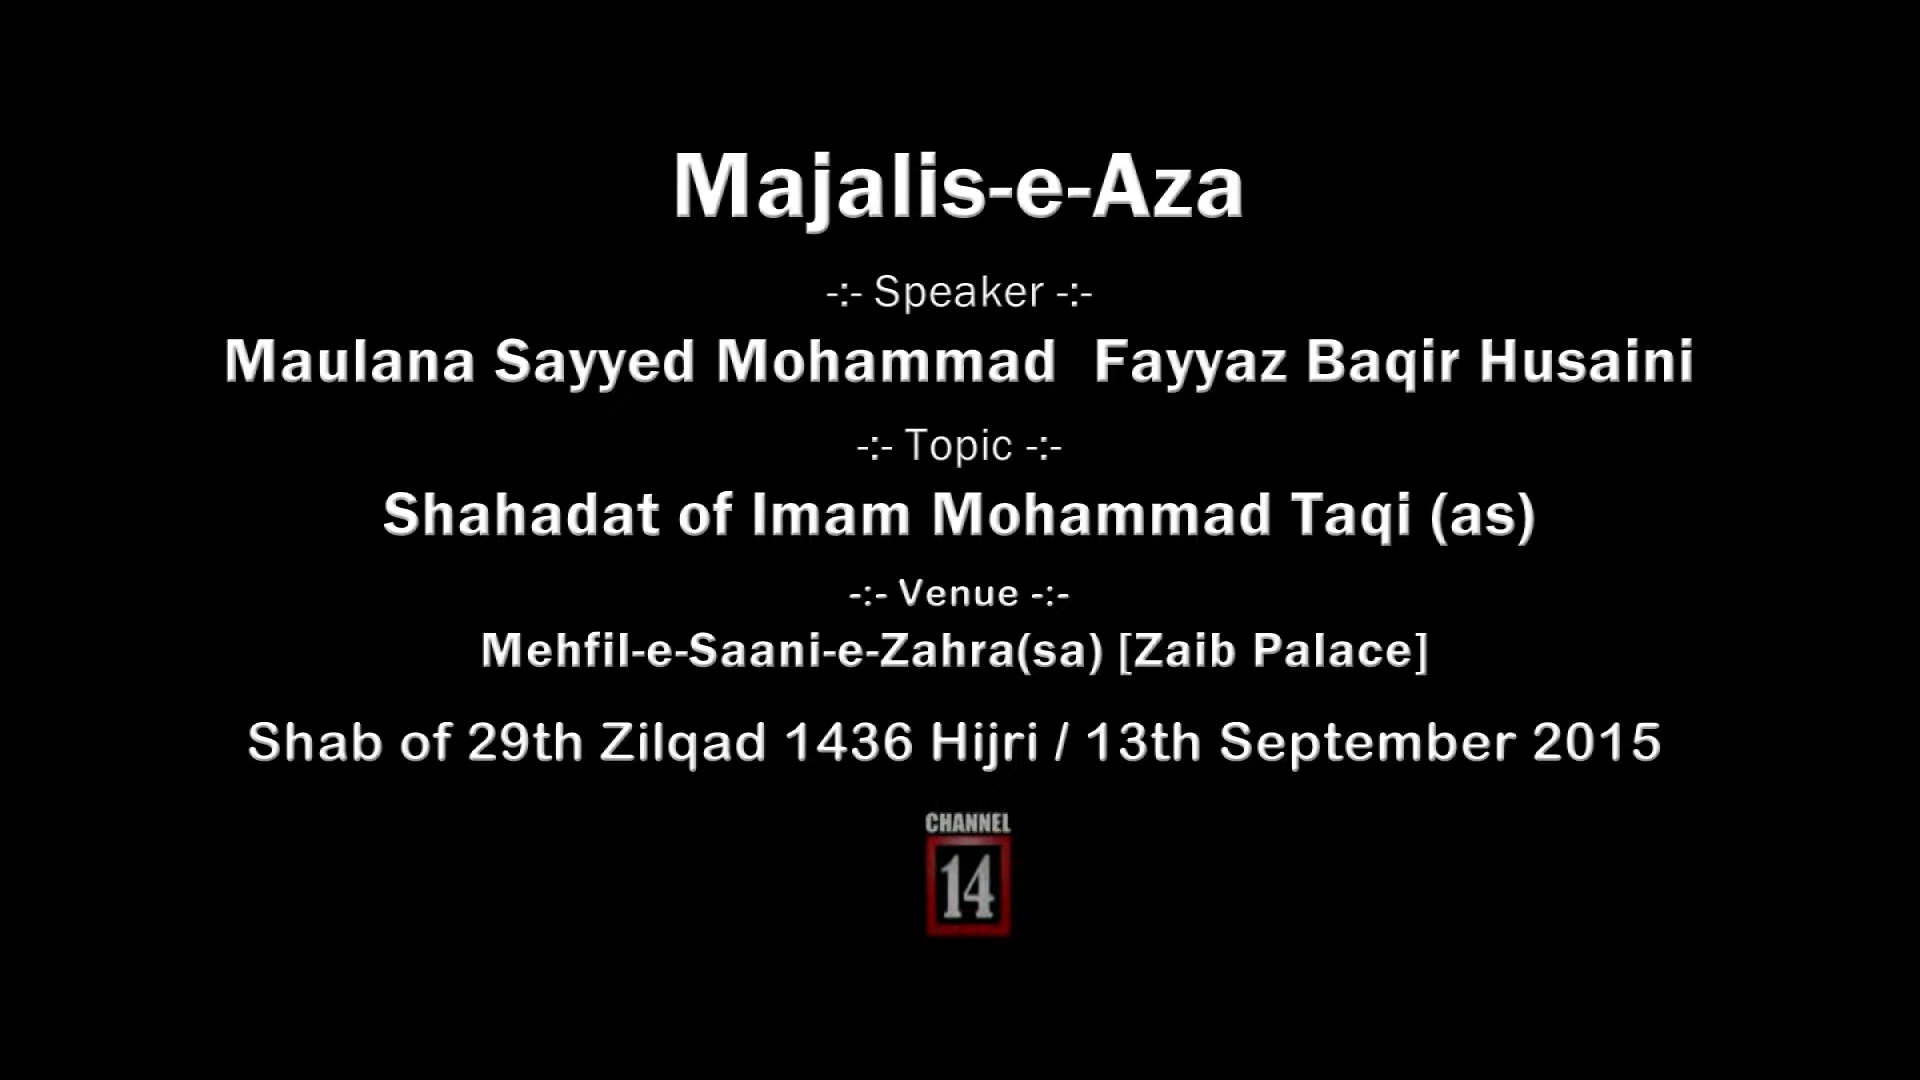 Majalis-e-Aza
-:- Speaker -:-
Maulana Sayyed Mohammad  Fayyaz Baqir Husaini
-:- Topic -:-
Shahadat of Imam Mohammad Taqi (as)
-:- Venue -:-
Mehfil-e-Saani-e-Zahra(sa) [Zaib Palace]
Shab of 29th Zilqad 1436 Hijri / 13th September 2015
CHANNEL
14